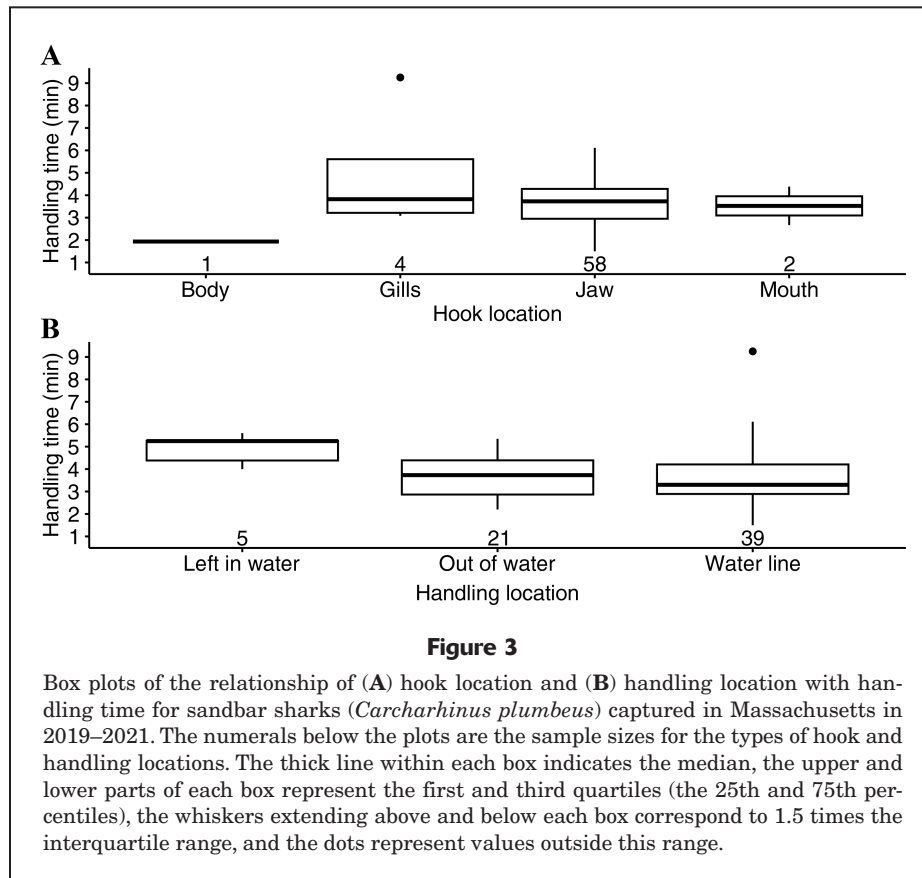 A
Handling time (min)
9
8
7
6
5
4
3
2
1
1 4 58 2
Body Gills Jaw Mouth
Hook location
B
Handling time (min)
9
8
7
6
5
4
3
2
1
5 21 39
Left in water Out of water Water line
Handling location
Figure 3
Box plots of the relationship of (A) hook location and (B) handling location with han-
dling time for sandbar sharks (Carcharhinus plumbeus) captured in Massachusetts in
2019–2021. The numerals below the plots are the sample sizes for the types of hook and
handling locations. The thick line within each box indicates the median, the upper and
lower parts of each box represent the first and third quartiles (the 25th and 75th per-
centiles), the whiskers extending above and below each box correspond to 1.5 times the
interquartile range, and the dots represent values outside this range.